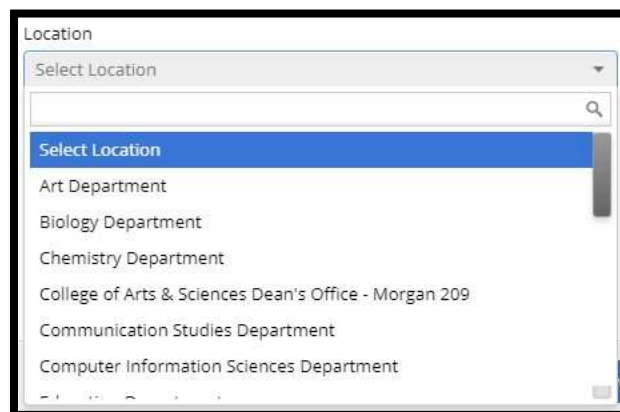 Location
Select Location
Select Location
Art Department
Biology Department
Chemistry Department
College of Arts & Sciences Dean's Office - Morgan 209
Communication Studies Department
Computer Information Sciences Department